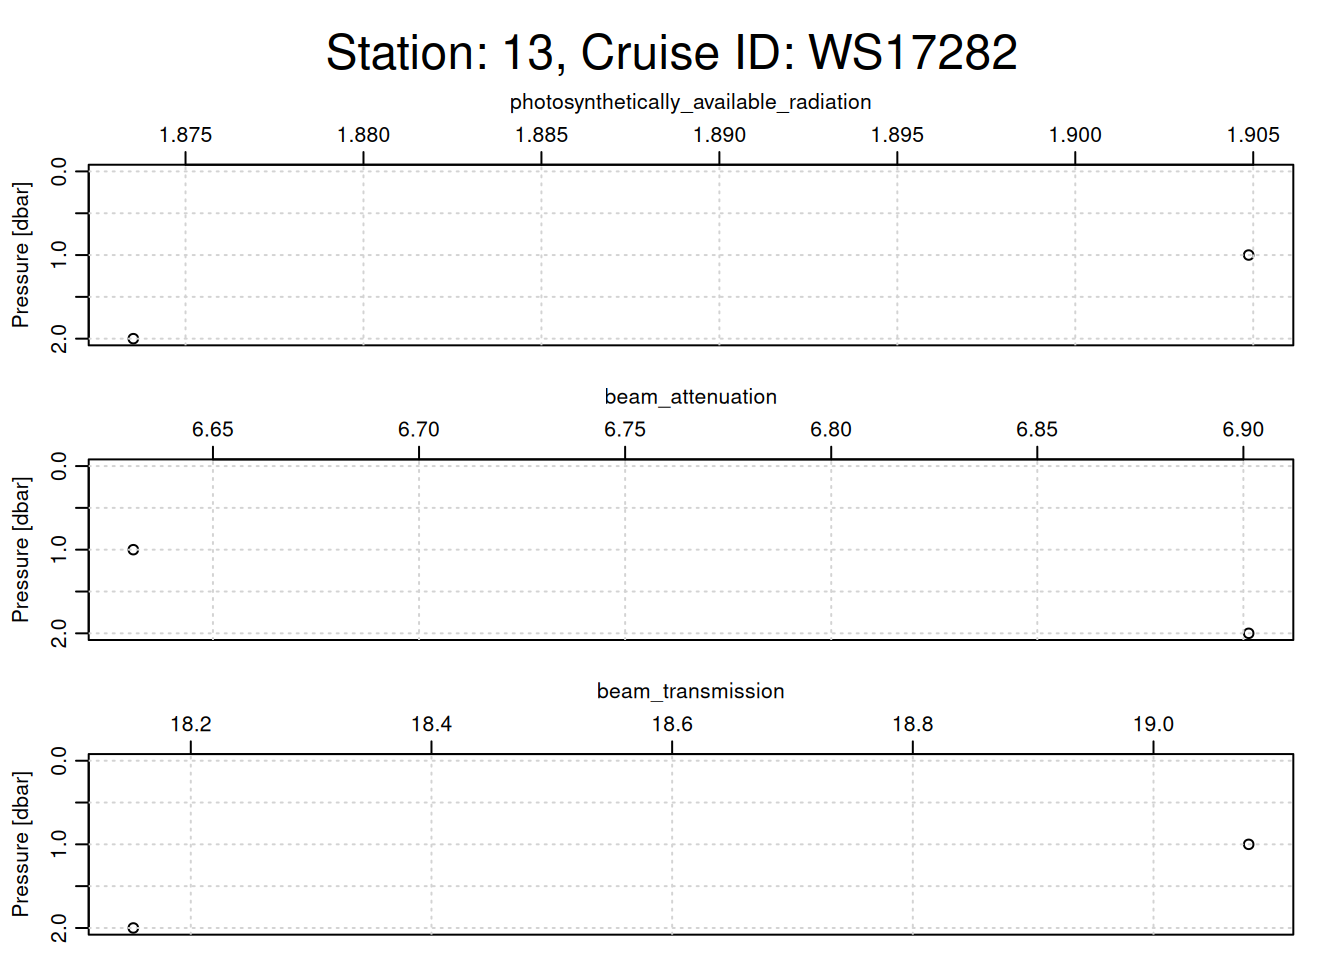 Station: 13, Cruise ID: WS17282
photosynthetically_available_radiation
1.875 1.880 1.885 1.890 1.895 1.900 1.905
Pressure [dbar]
0.0
1.0
2.0
beam_attenuation
6.65 6.70 6.75 6.80 6.85 6.90
Pressure [dbar]
0.0
1.0
2.0
beam_transmission
18.2 18.4 18.6 18.8 19.0
Pressure [dbar]
0.0
1.0
2.0